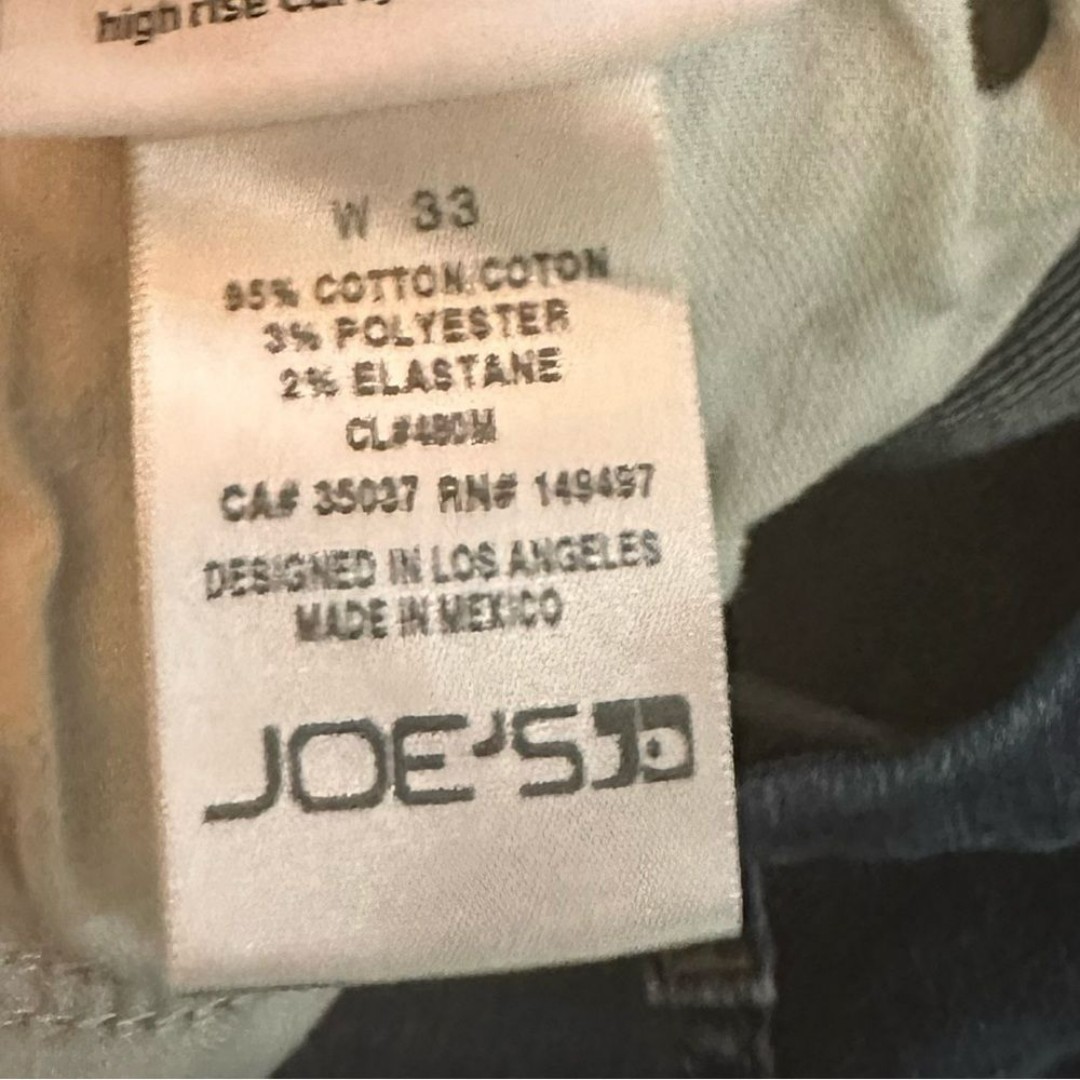 high rise
W 33
95% COTTON/COTON
3% POLYESTER
2% ELASTANE
CA# 35037 RN# 149497
DESIGNED IN LOS ANGELES
MADE IN MEXICO
JOE'S